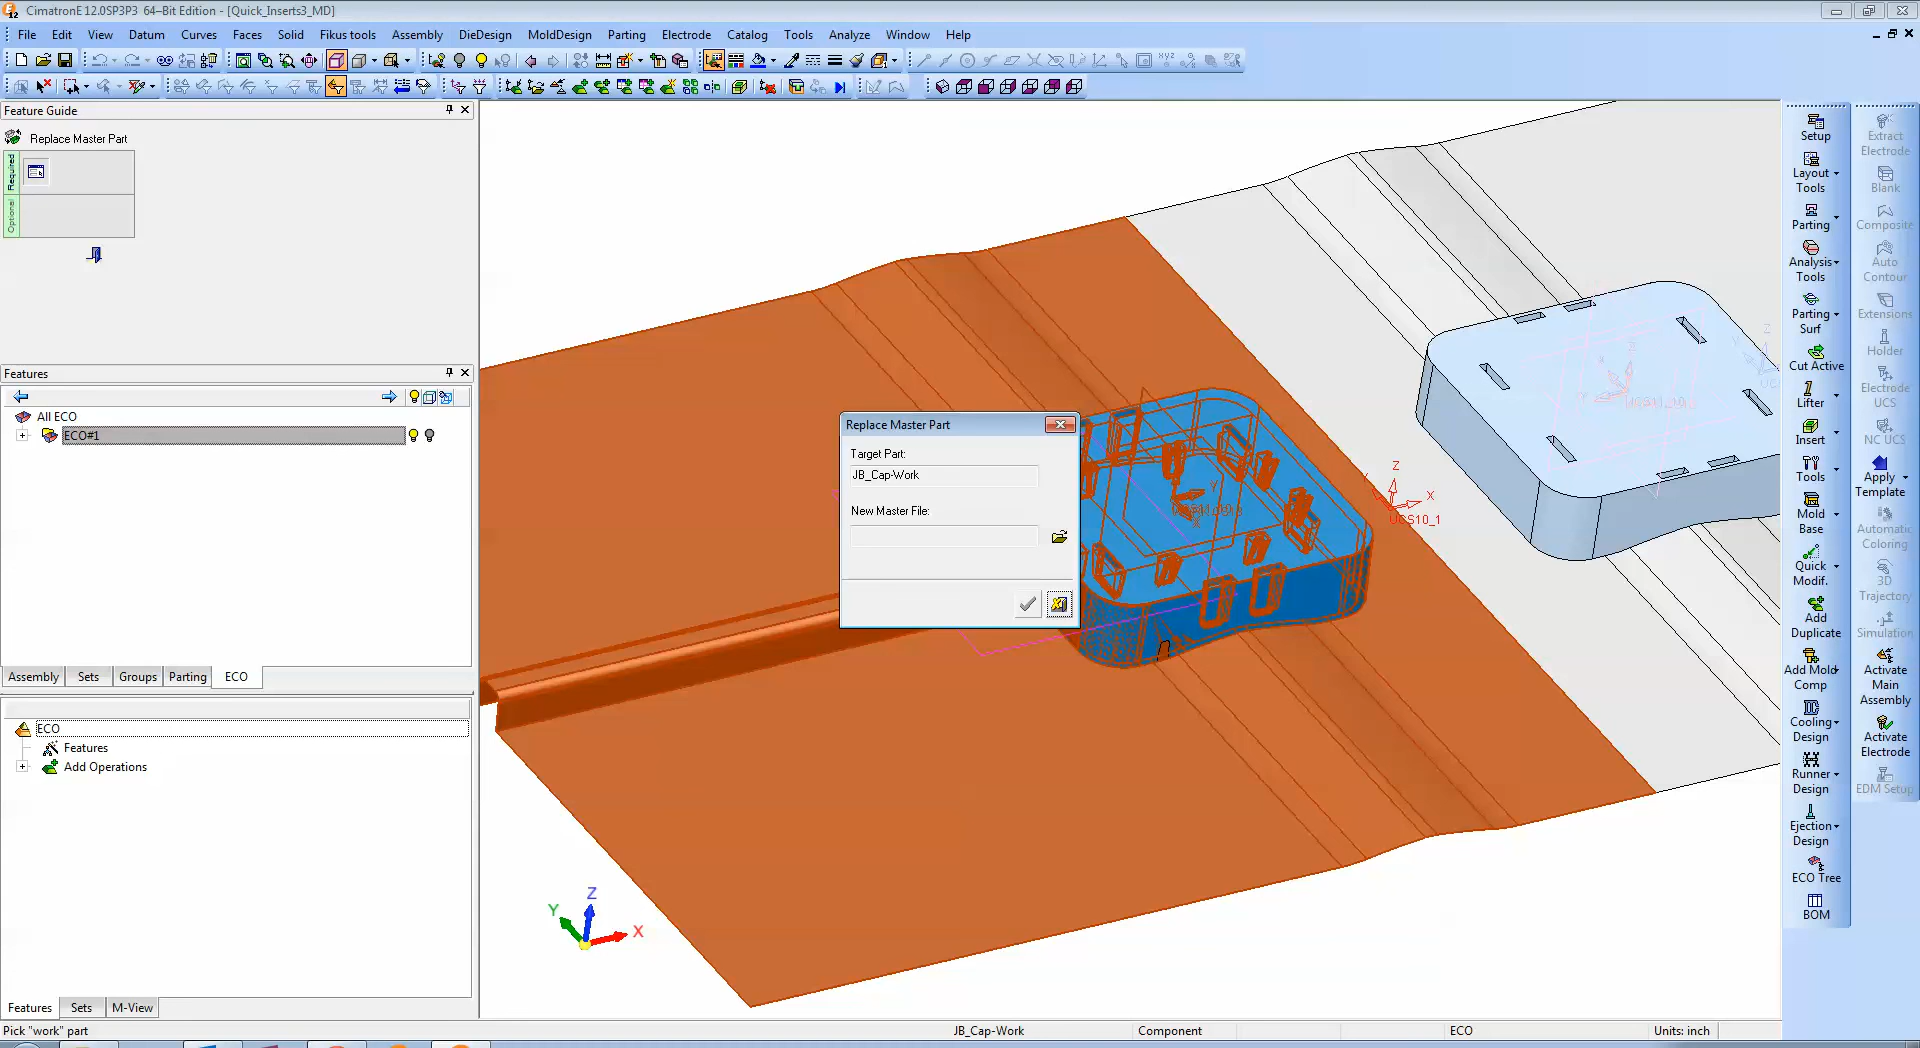 CimatronE 12.0SP3P3 64–Bit Edition - [Quick_Inserts3_MD]
File Edit View Datum Curves Faces Solid Fikus tools Assembly DieDesign MoldDesign Parting Electrode Catalog Tools Analyze Window Help
Feature Guide
Replace Master Part
Required
Optional
Features
All ECO
ECO#1
Assembly Sets Groups Parting ECO
ECO
Features
Add Operations
Features Sets M-View
Replace Master Part
Target Part:
JB_Cap-Work
New Master File:
Z
X
UCS10_1
Z
Y
X
Setup
Layout Tools
Parting
Analysis Tools
Parting Surf
Cut Active
Lifter
Insert
Tools
Mold Base
Quick Modif.
Add Duplicate
Add Mold Comp
Cooling Design
Runner Design
Ejection Design
ECO Tree
BOM
Extract Electrode
Blank
Composite
Auto Contour
Extensions
Holder
Electrode UCS
NC UCS
Apply Template
Automatic Coloring
3D Trajectory
Simulation
Activate Main Assembly
Activate Electrode
EDM Setup
Pick "work" part JB_Cap-Work Component ECO Units: inch